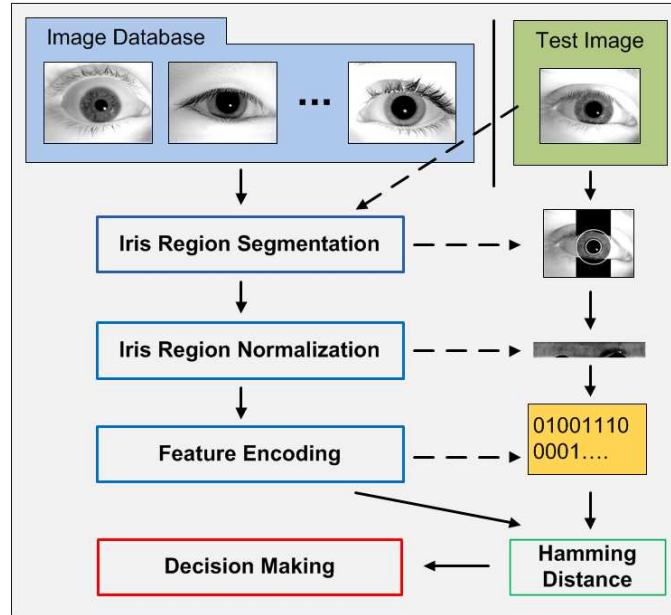 Image Database
Test Image
...
Iris Region Segmentation
Iris Region Normalization
Feature Encoding
01001110
0001....
Decision Making
Hamming
Distance